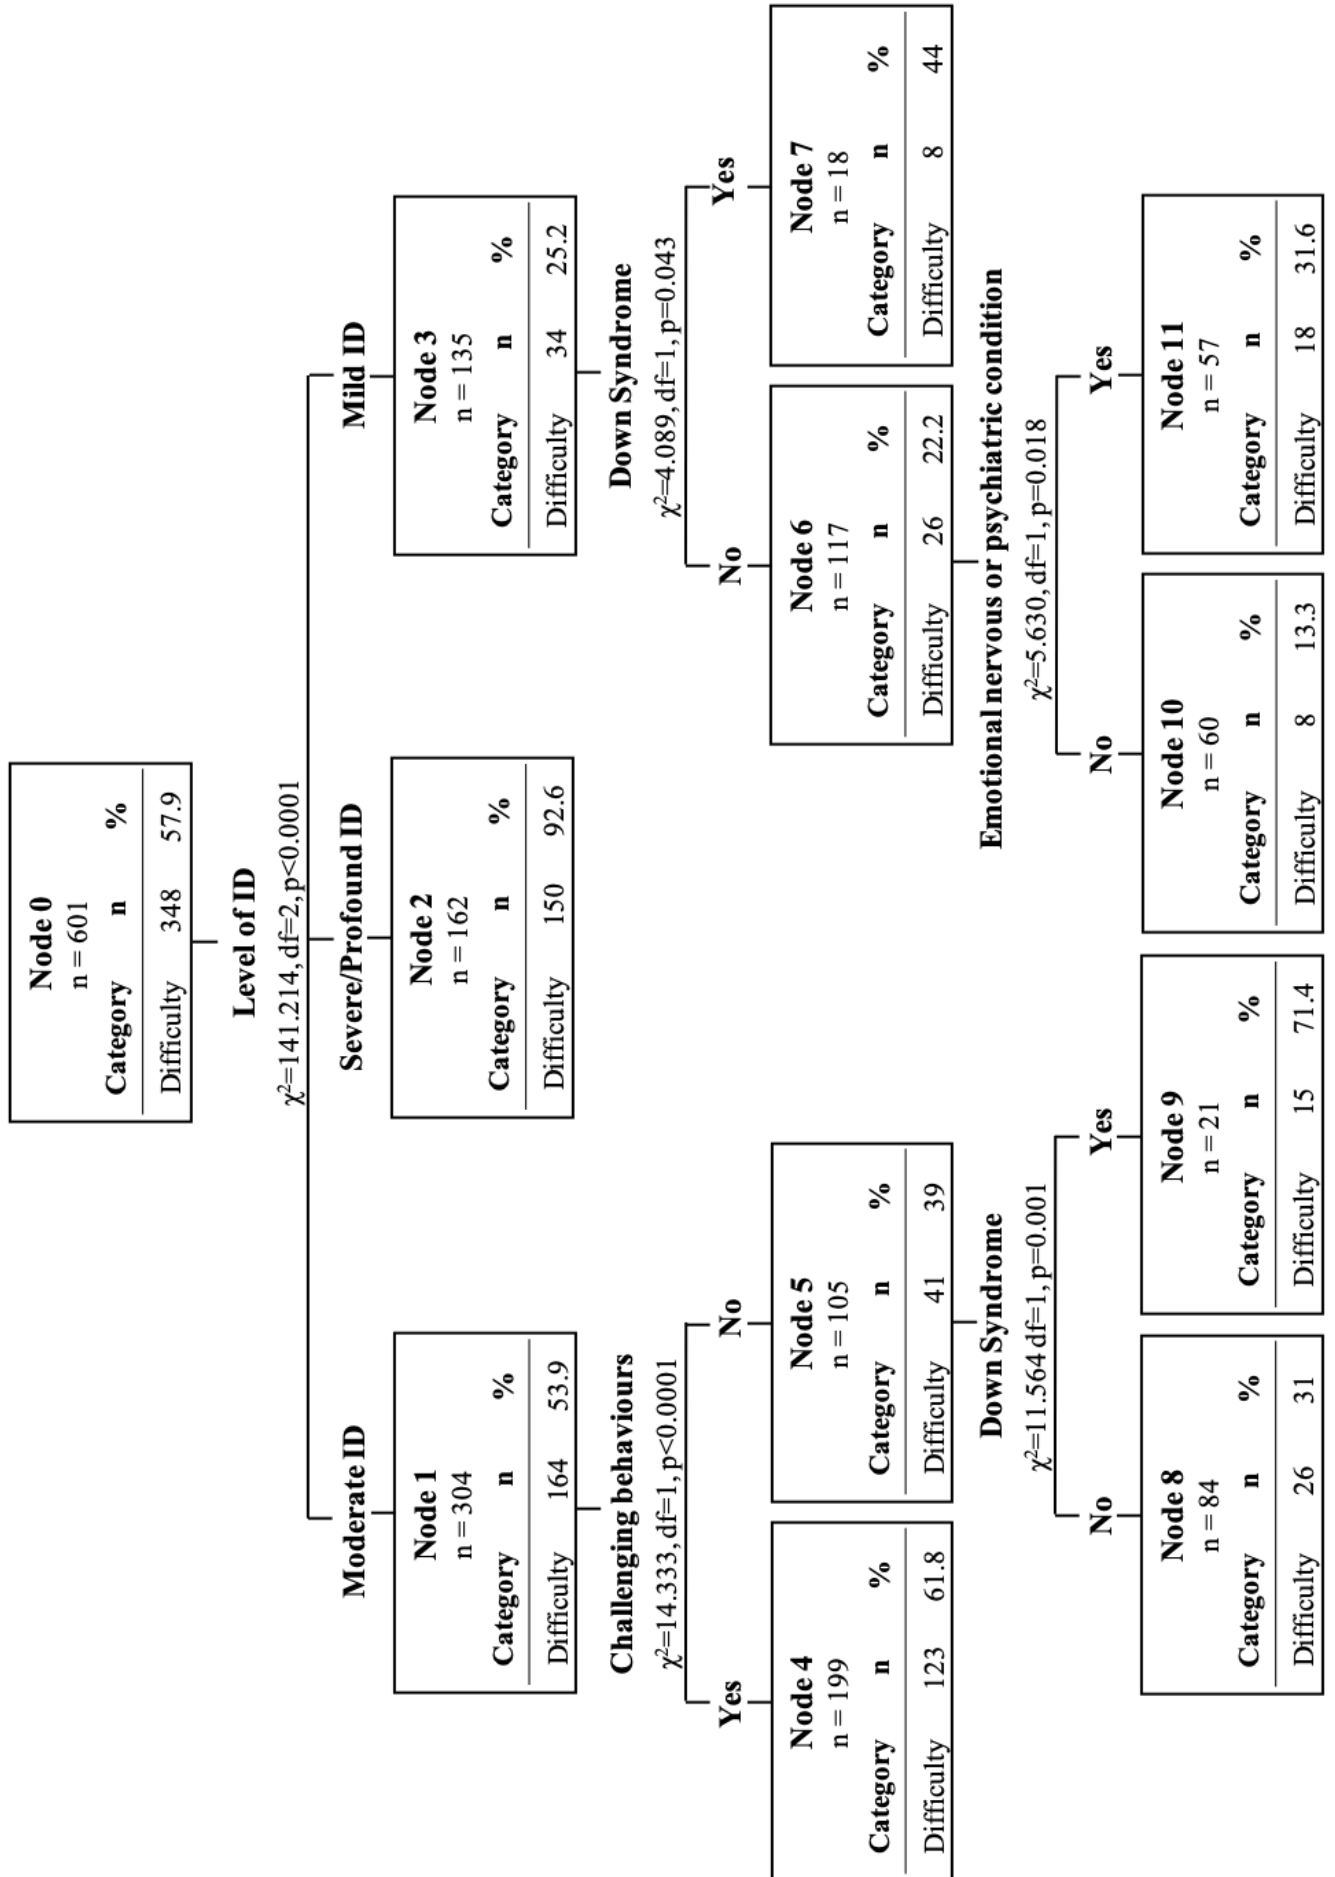 Node 0
n = 601
Category n %
Difficulty 348 57.9
Level of ID
χ²=141.214, df=2, p<0.0001
Moderate ID
Severe/Profound ID
Mild ID
Node 1
n = 304
Category n %
Difficulty 164 53.9
Node 2
n = 162
Category n %
Difficulty 150 92.6
Node 3
n = 135
Category n %
Difficulty 34 25.2
Challenging behaviours
χ²=14.333, df=1, p<0.0001
Down Syndrome
χ²=4.089, df=1, p=0.043
Yes
No
No
Yes
Node 4
n = 199
Category n %
Difficulty 123 61.8
Node 5
n = 105
Category n %
Difficulty 41 39
Node 6
n = 117
Category n %
Difficulty 26 22.2
Node 7
n = 18
Category n %
Difficulty 8 44
Down Syndrome
χ²=11.564 df=1, p=0.001
Emotional nervous or psychiatric condition
χ²=5.630, df=1, p=0.018
No
Yes
No
Yes
Node 8
n = 84
Category n %
Difficulty 26 31
Node 9
n = 21
Category n %
Difficulty 15 71.4
Node 10
n = 60
Category n %
Difficulty 8 13.3
Node 11
n = 57
Category n %
Difficulty 18 31.6